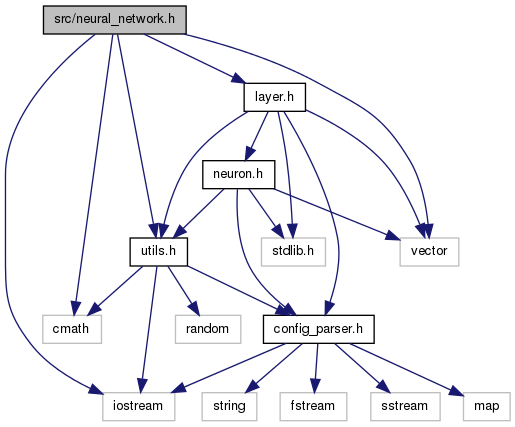 src/neural_network.h
layer.h
neuron.h
utils.h
stdlib.h
vector
cmath
random
config_parser.h
iostream
string
fstream
sstream
map